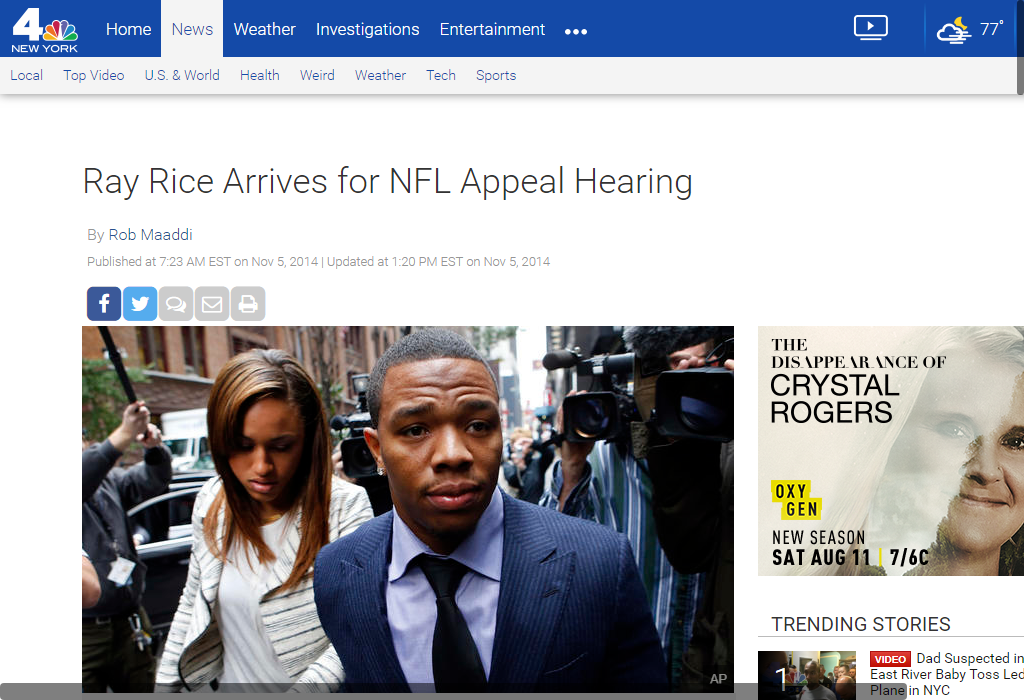 4
NEW YORK
Home
News
Weather
Investigations
Entertainment
77°
Local
Top Video
U.S. & World
Health
Weird
Weather
Tech
Sports
Ray Rice Arrives for NFL Appeal Hearing
By Rob Maaddi
Published at 7:23 AM EST on Nov 5, 2014 | Updated at 1:20 PM EST on Nov 5, 2014
AP
THE
DISAPPEARANCE OF
CRYSTAL
ROGERS
OXY
GEN
NEW SEASON
SAT AUG 11 | 7/6C
TRENDING STORIES
1
VIDEO Dad Suspected in
East River Baby Toss Led
Plane in NYC